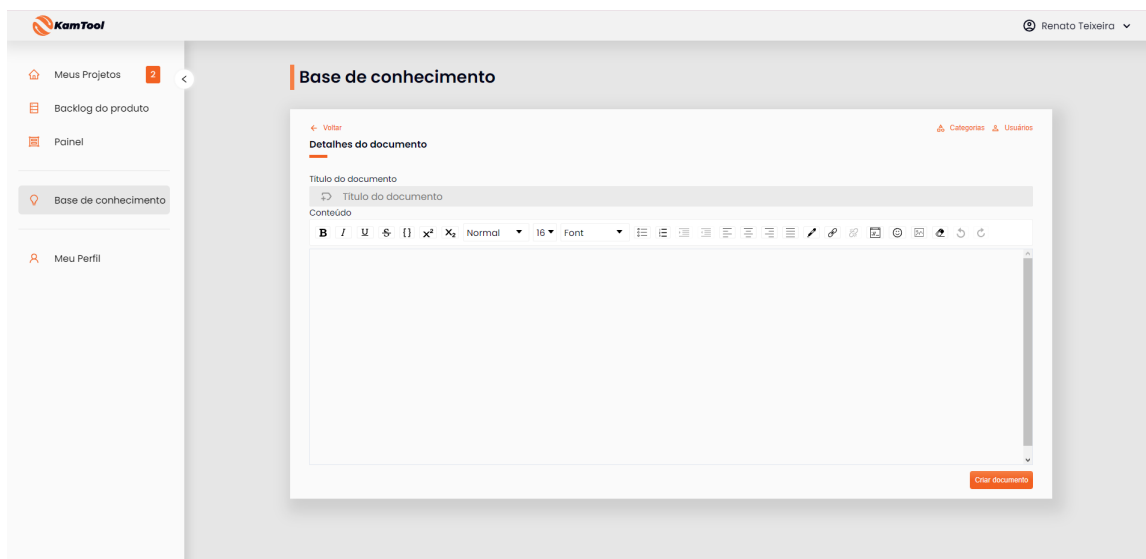 KamTool
Renato Teixeira
Meus Projetos 2
Backlog do produto
Painel
Base de conhecimento
Meu Perfil
Base de conhecimento
Voltar
Categorias Usuários
Detalhes do documento
Título do documento
Título do documento
Conteúdo
B I U S {} x² x₂ Normal 16 Font
Criar documento